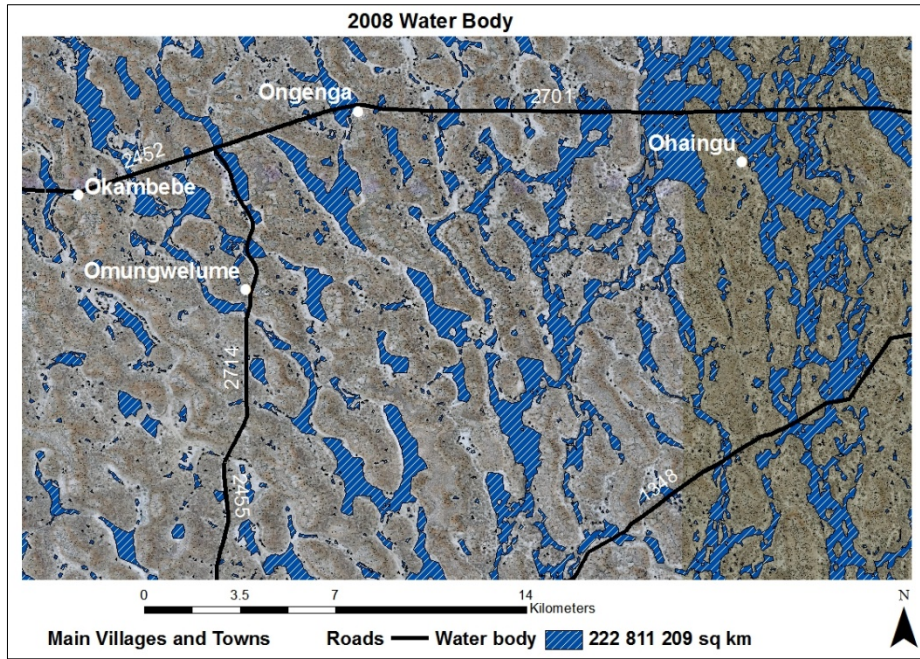 2008 Water Body
Ongenga
2701
2452
Ohaingu
Okambebe
Omungwelume
2714
2455
1348
0 3.5 7 14
Kilometers
N
Main Villages and Towns Roads Water body 222 811 209 sq km